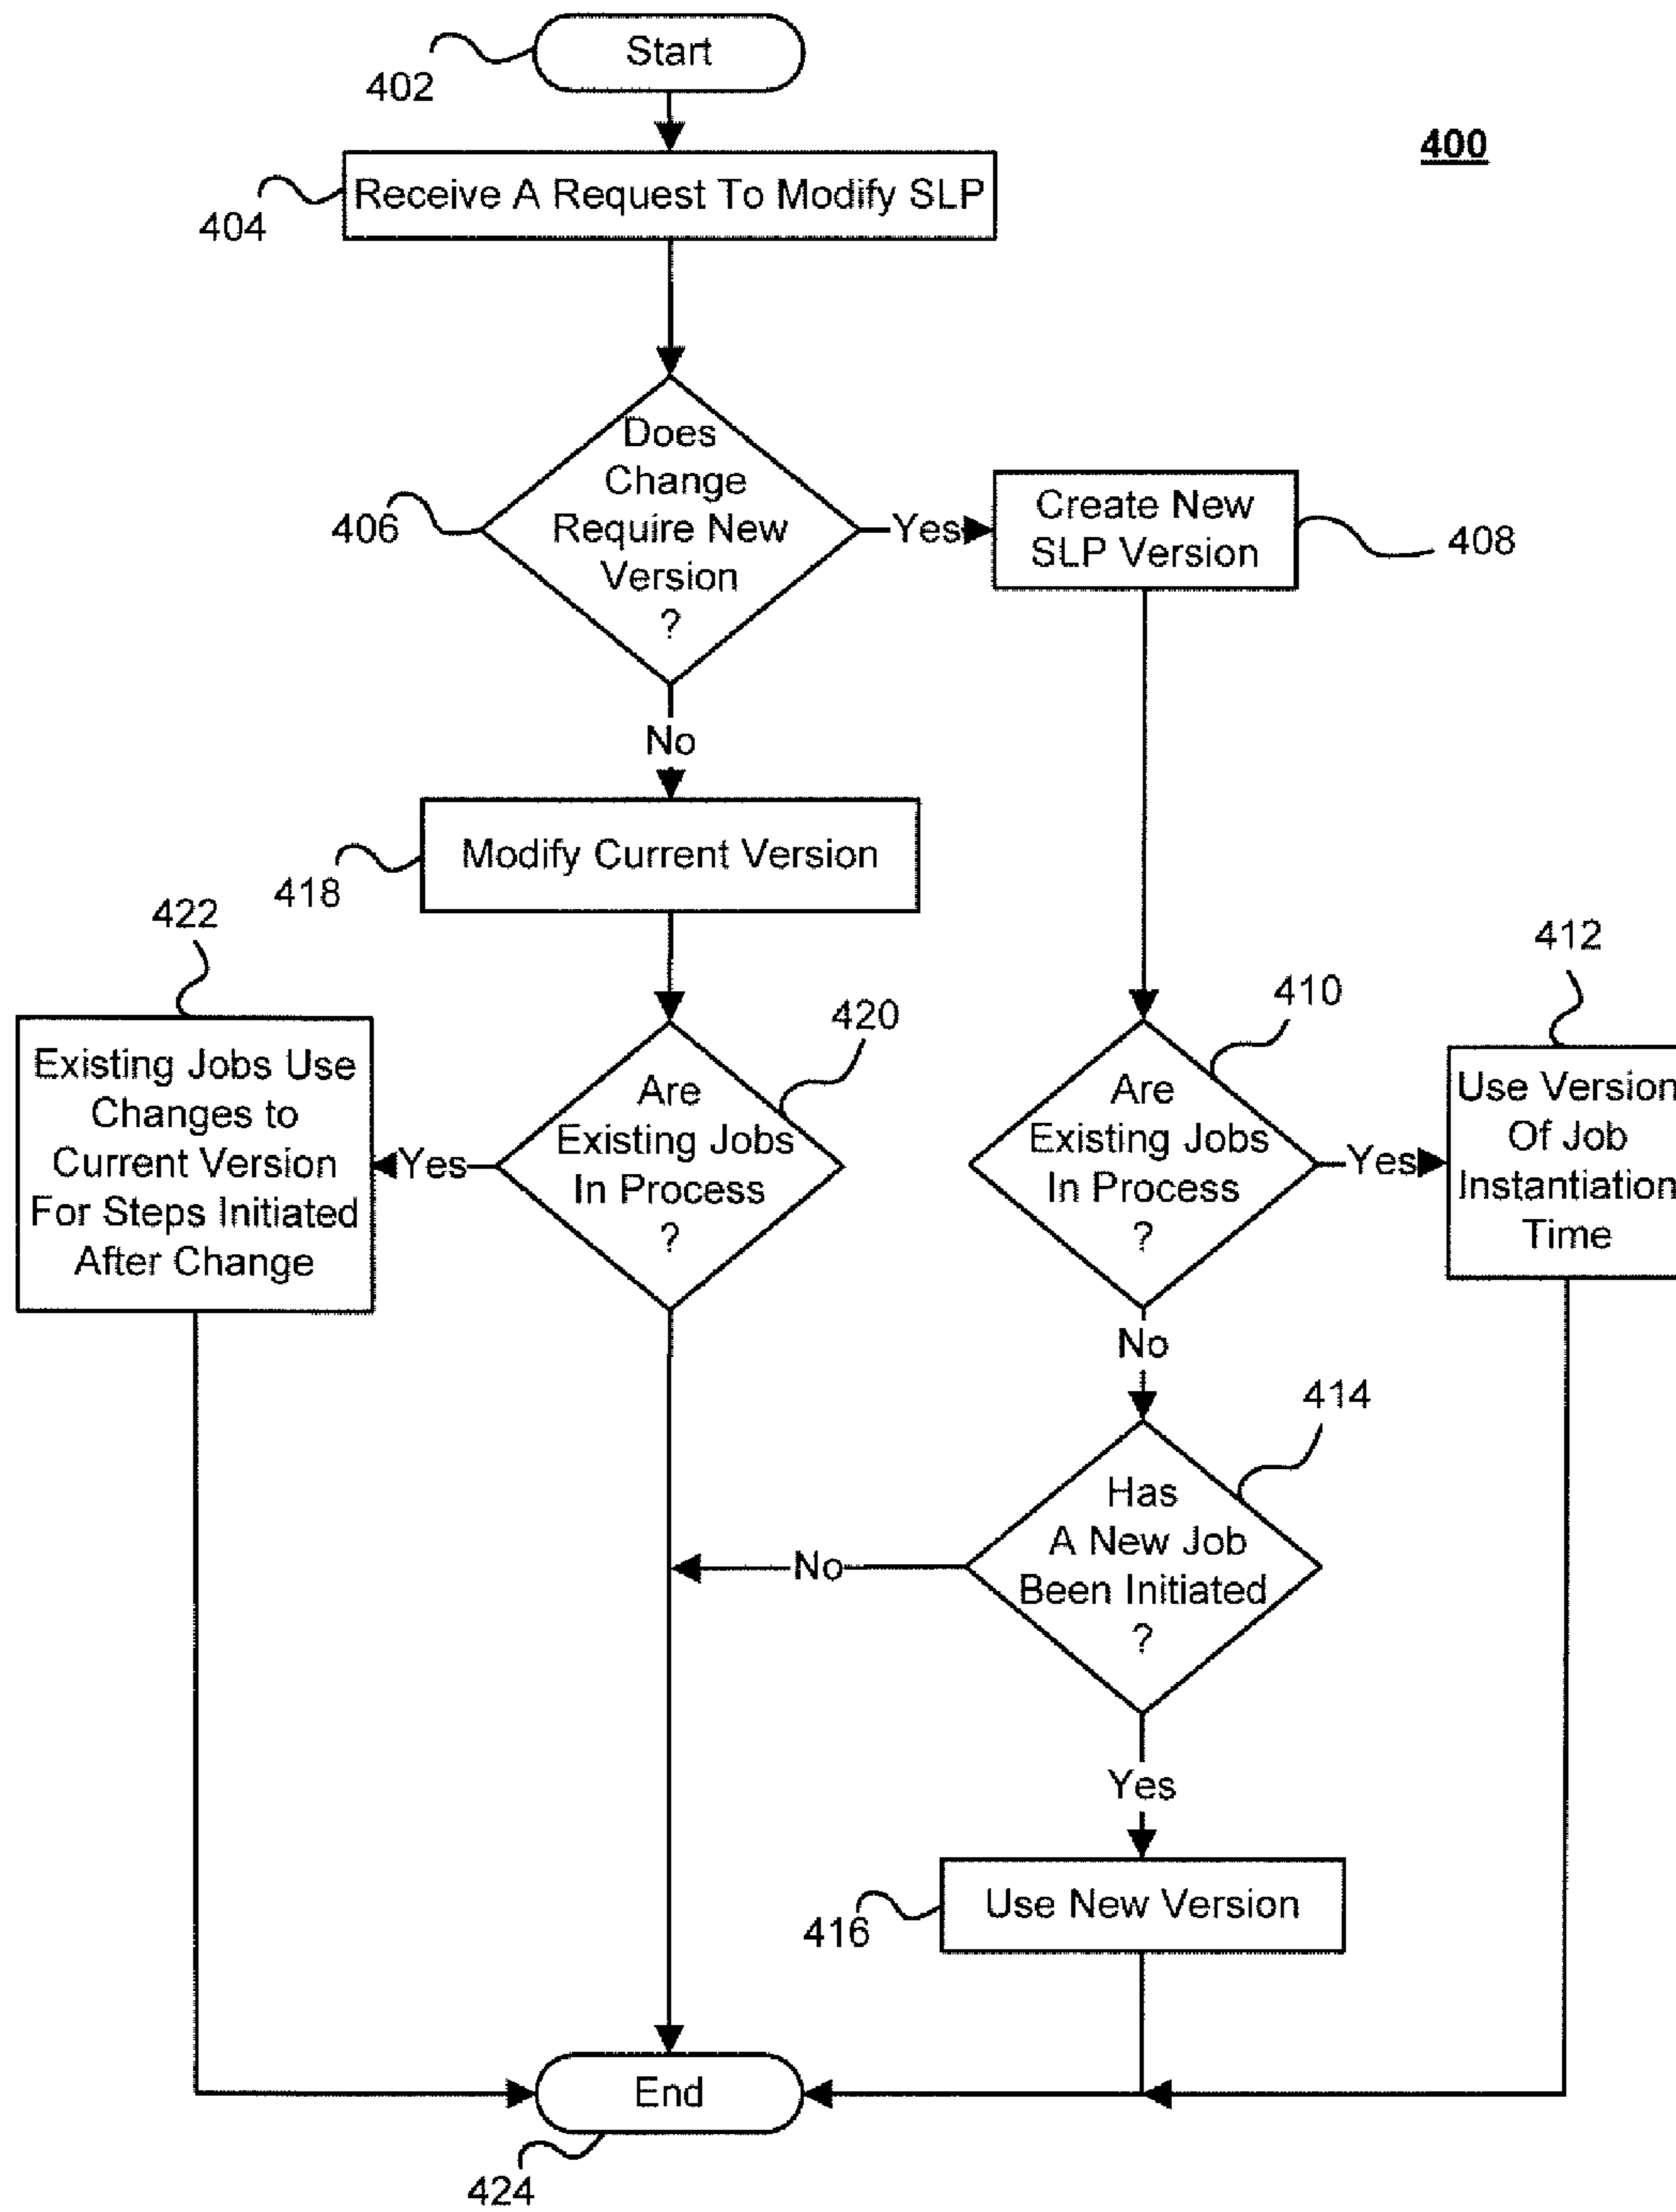 Start
402
400
Receive A Request To Modify SLP
404
Does
Change
Require New
Version
?
406
Yes
Create New
SLP Version
408
No
Modify Current Version
418
422
412
410
420
Existing Jobs Use
Changes to
Current Version
For Steps Initiated
After Change
Yes
Are
Existing Jobs
In Process
?
Are
Existing Jobs
In Process
?
Yes
Use Version
Of Job
Instantiation
Time
No
414
Has
A New Job
Been Initiated
?
No
Yes
Use New Version
416
End
424